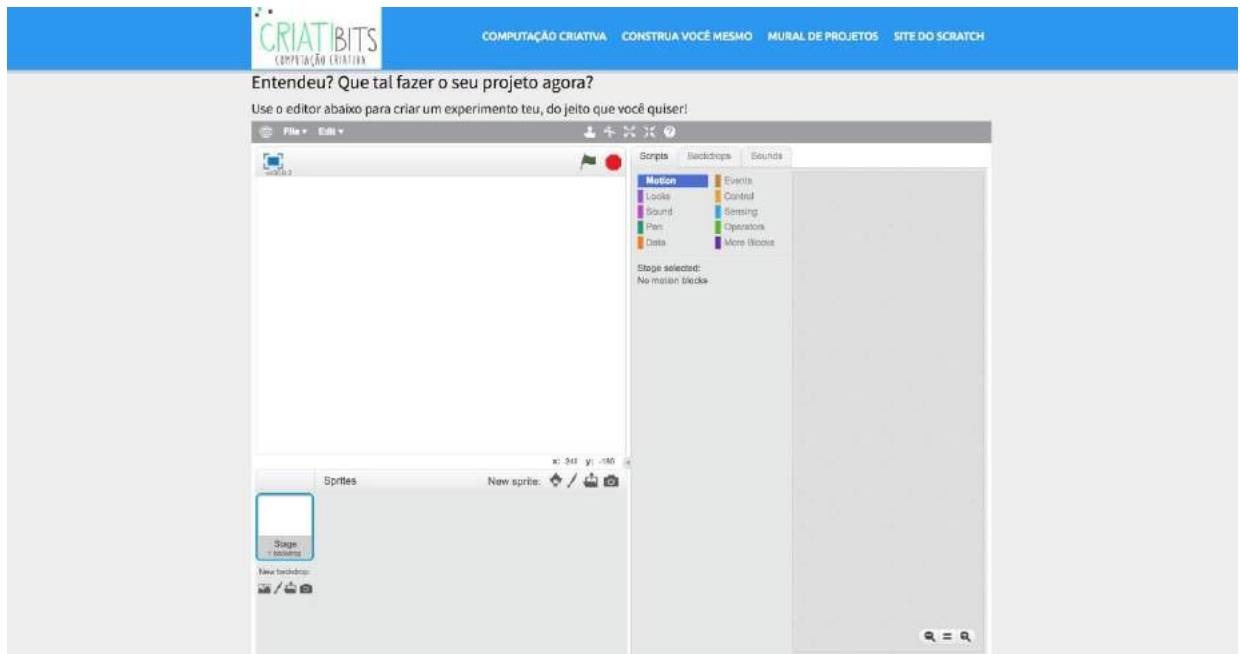 CRIATIBITS
COMPUTAÇÃO CRIATIVA
COMPUTAÇÃO CRIATIVA CONSTRUA VOCÊ MESMO MURAL DE PROJETOS SITE DO SCRATCH
Entendeu? Que tal fazer o seu projeto agora?
Use o editor abaixo para criar um experimento teu, do jeito que você quiser!
File Edit
Scripts Backdrops Sounds
Motion Events
Looks Control
Sound Sensing
Pen Operators
Data More Blocks
Stage selected:
No motion blocks
x: y: -180
Sprites New sprite:
Stage
1 backdrop
New backdrop: